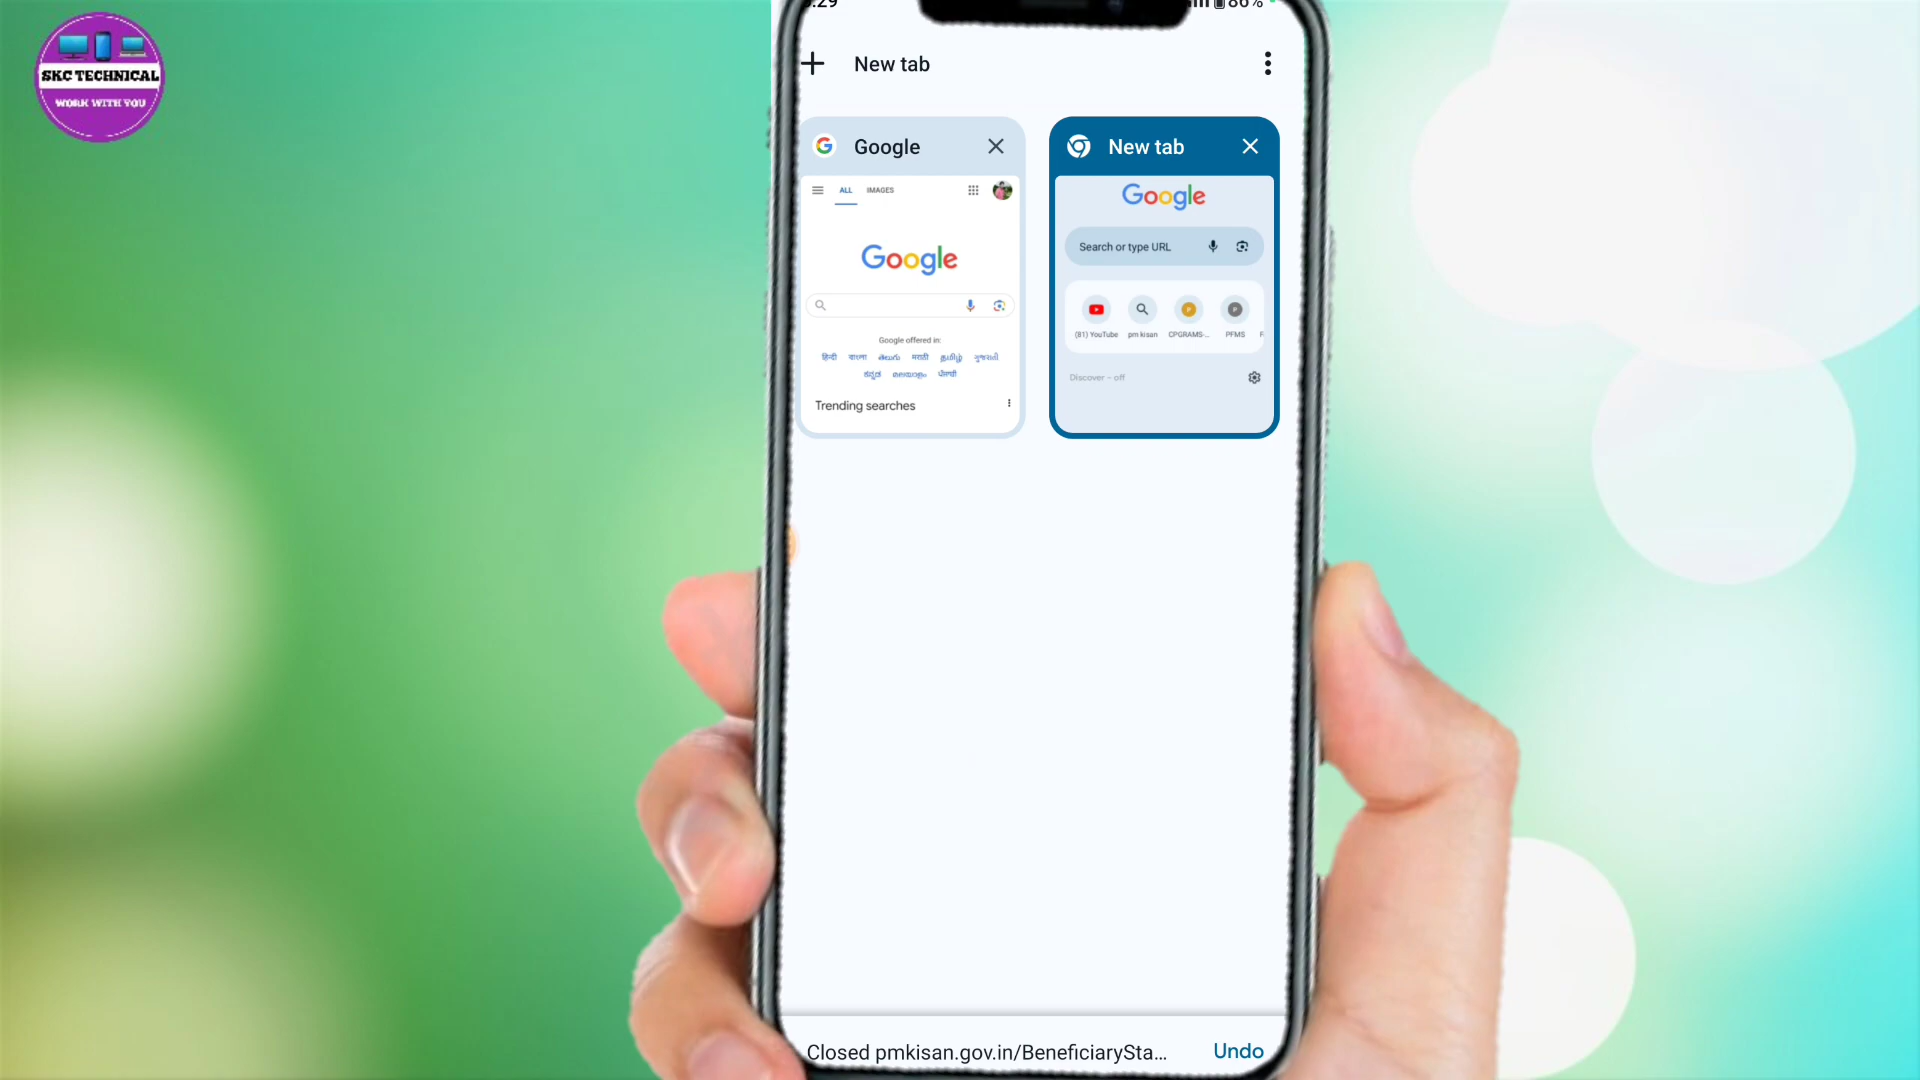 SKC TECHNICAL
WORK WITH YOU
:29
86%
New tab
Google
New tab
ALL IMAGES
Google
Google offered in:
हिन्दी বাংলা తెలుగు मराठी தமிழ் ગુજરાતી
ಕನ್ನಡ മലയാളം ਪੰਜਾਬੀ
Trending searches
Google
Search or type URL
(81) YouTube pm kisan CPGRAMS-... PFMS
Discover – off
Closed pmkisan.gov.in/BeneficiarySta... Undo